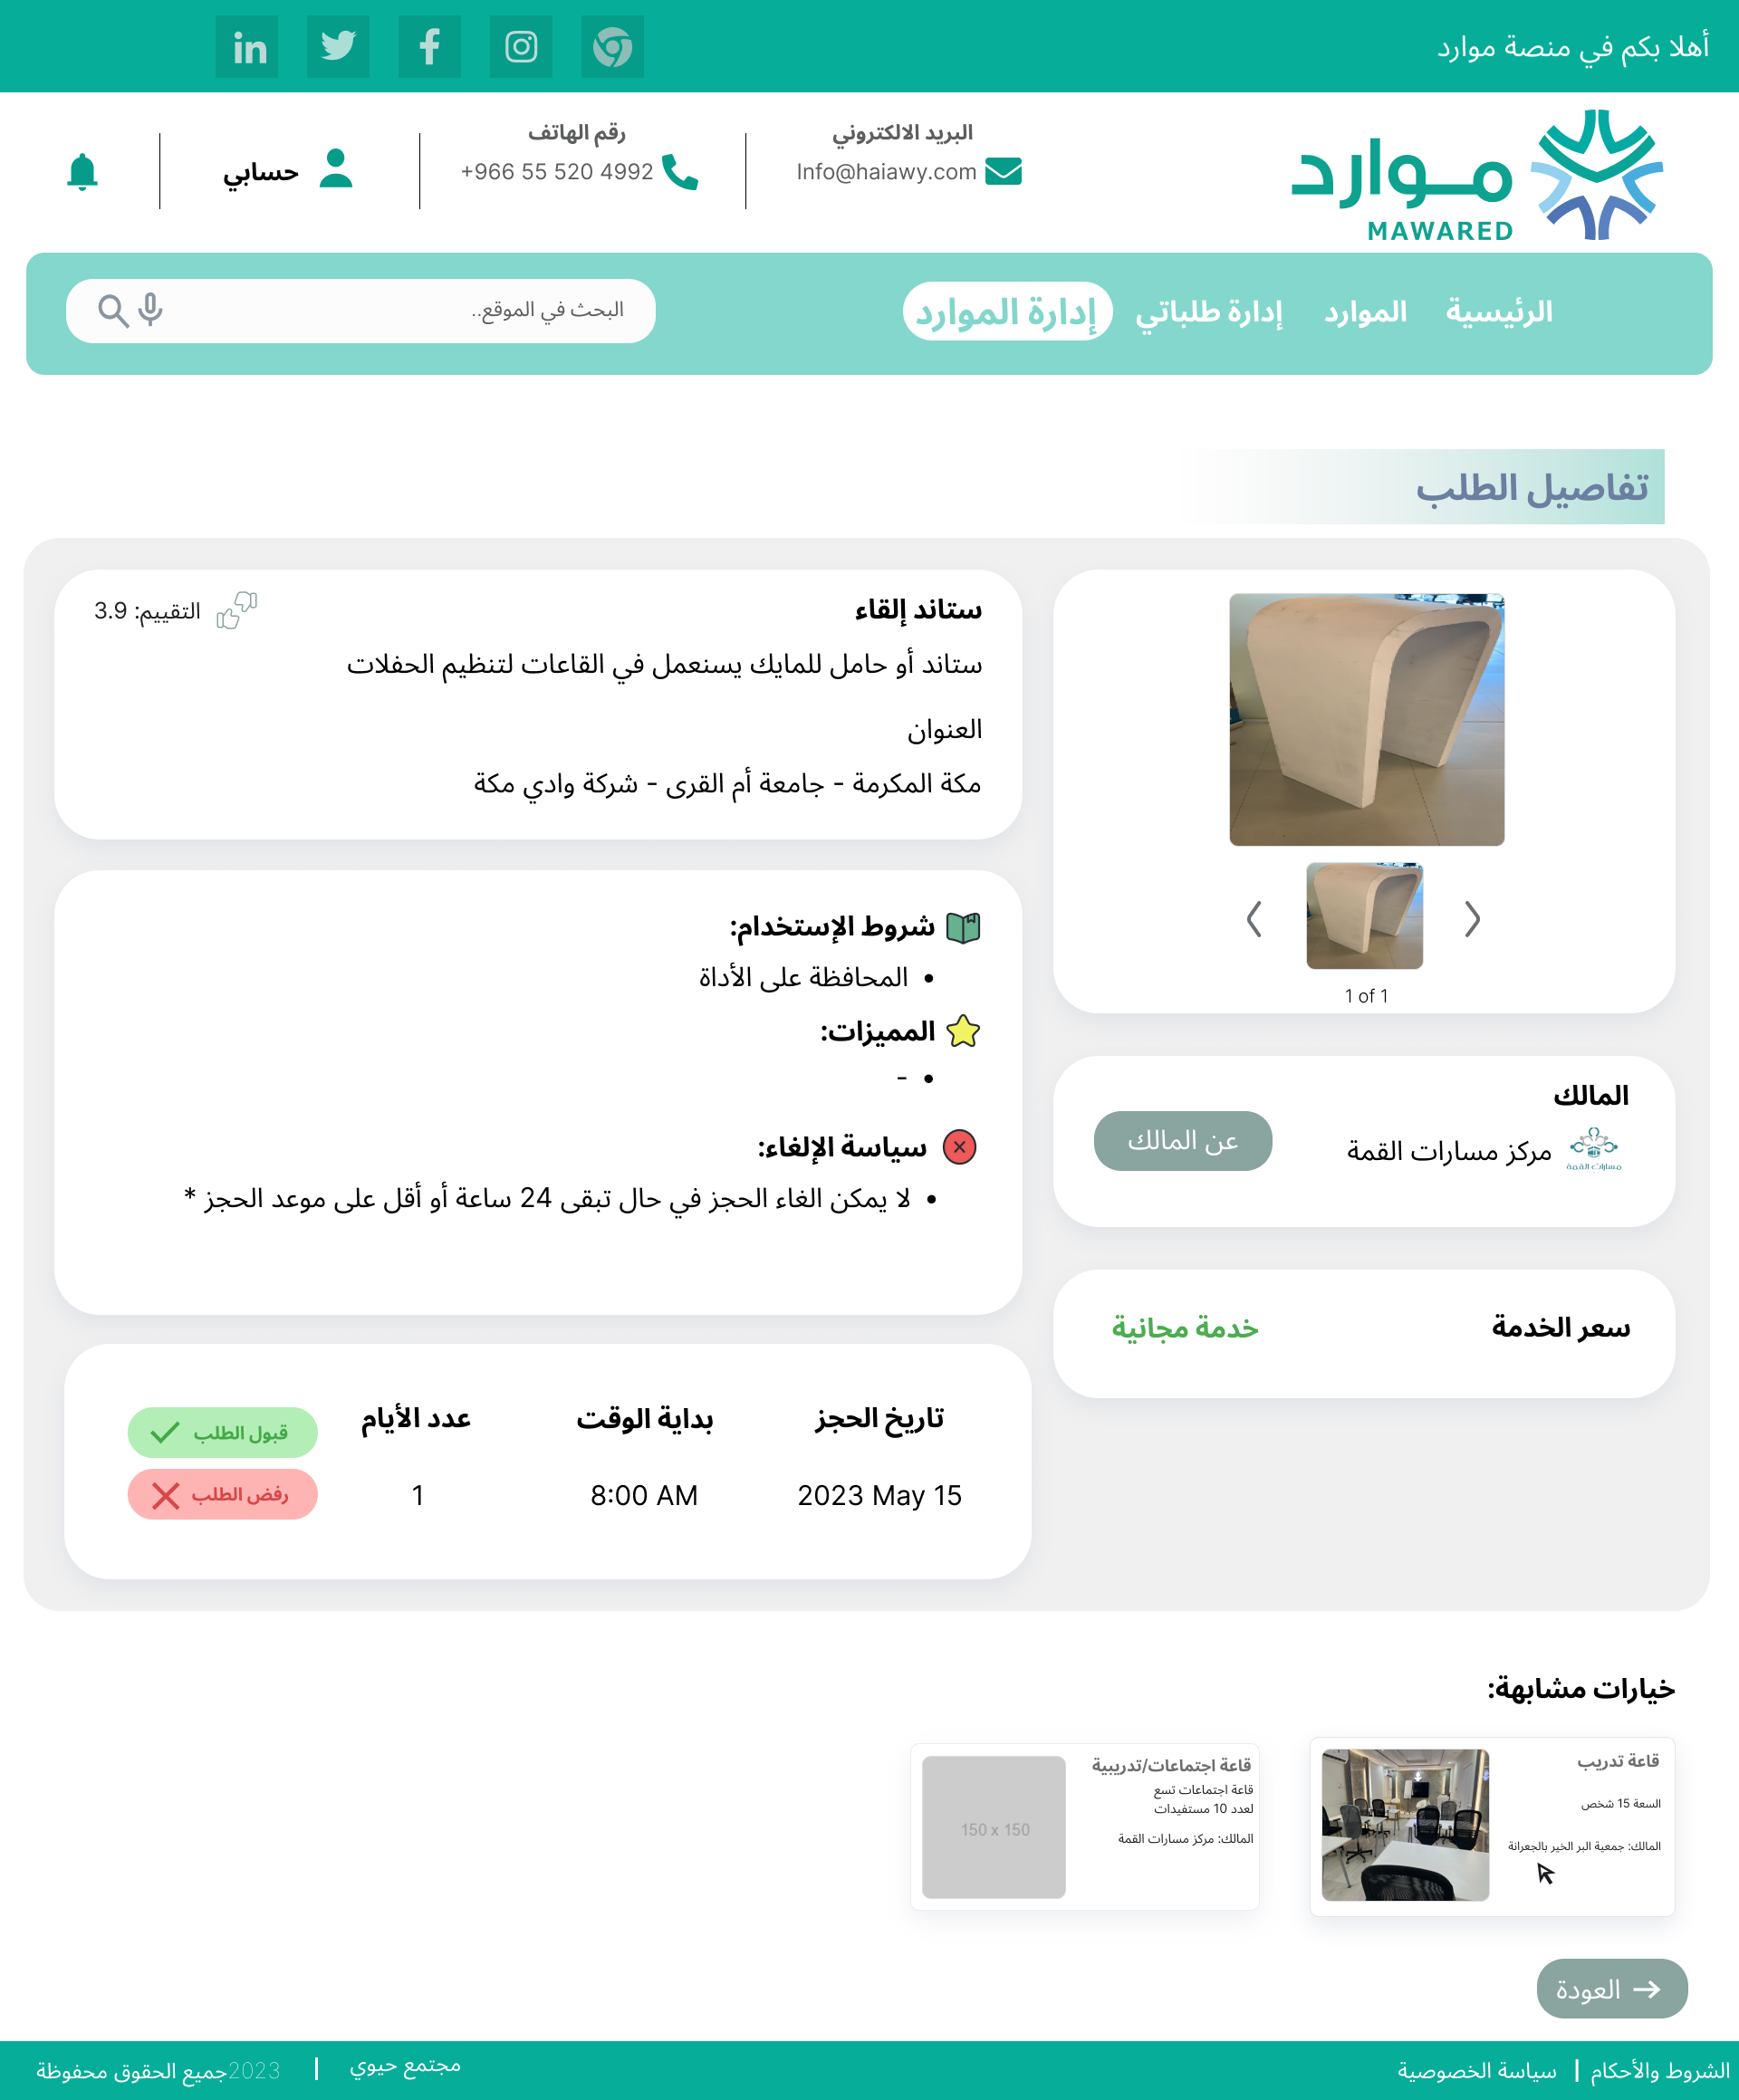 أهلا بكم في منصة موارد
موارد
MAWARED
البريد الالكتروني
Info@haiawy.com
رقم الهاتف
+966 55 520 4992
حسابي
الرئيسية
الموارد
إدارة طلباتي
إدارة الموارد
البحث في الموقع..
تفاصيل الطلب
1 of 1
ستاند إلقاء
التقييم: 3.9
ستاند أو حامل للمايك يسنعمل في القاعات لتنظيم الحفلات
العنوان
مكة المكرمة - جامعة أم القرى - شركة وادي مكة
شروط الإستخدام:
• المحافظة على الأداة
المميزات:
• -
سياسة الإلغاء:
• لا يمكن الغاء الحجز في حال تبقى 24 ساعة أو أقل على موعد الحجز *
المالك
مسارات القمة
مركز مسارات القمة
عن المالك
سعر الخدمة
خدمة مجانية
تاريخ الحجز
بداية الوقت
عدد الأيام
2023 May 15
8:00 AM
1
قبول الطلب
رفض الطلب
خيارات مشابهة:
قاعة تدريب
السعة 15 شخص
المالك: جمعية البر الخير بالجعرانة
قاعة اجتماعات/تدريبية
قاعة اجتماعات تسع
لعدد 10 مستفيدات
المالك: مركز مسارات القمة
150 x 150
العودة
الشروط والأحكام | سياسة الخصوصية
مجتمع حيوي | 2023جميع الحقوق محفوظة